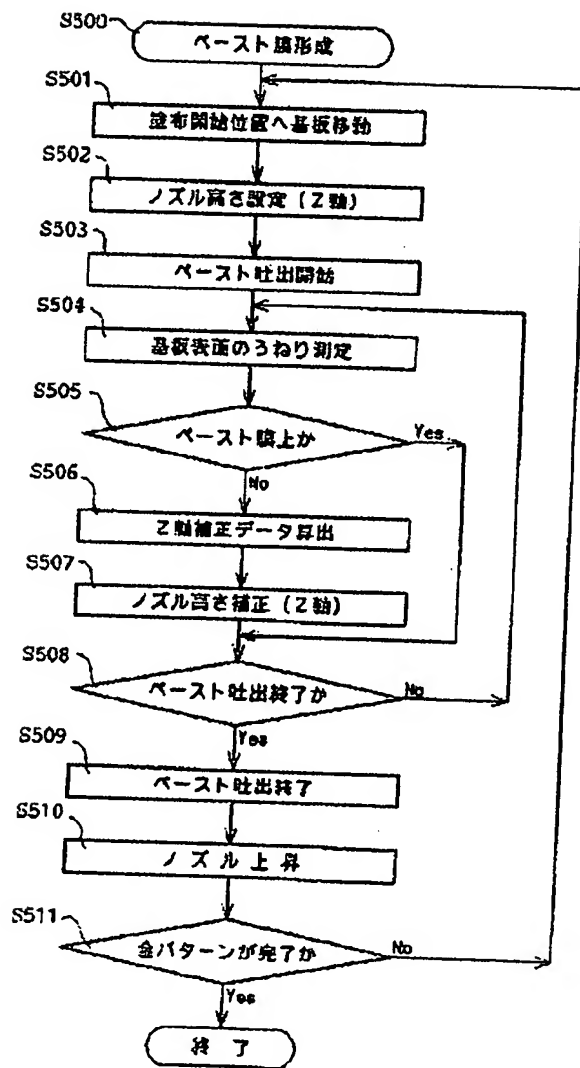 S500
ペースト膜形成
S501
塗布開始位置へ基板移動
S502
ノズル高さ設定(Z軸)
S503
ペースト吐出開始
S504
基板表面のうねり測定
S505
ペースト膜上か
Yes
No
S506
Z軸補正データ算出
S507
ノズル高さ補正(Z軸)
S508
ペースト吐出終了か
No
Yes
S509
ペースト吐出終了
S510
ノズル上昇
S511
全パターンが完了か
No
Yes
終了